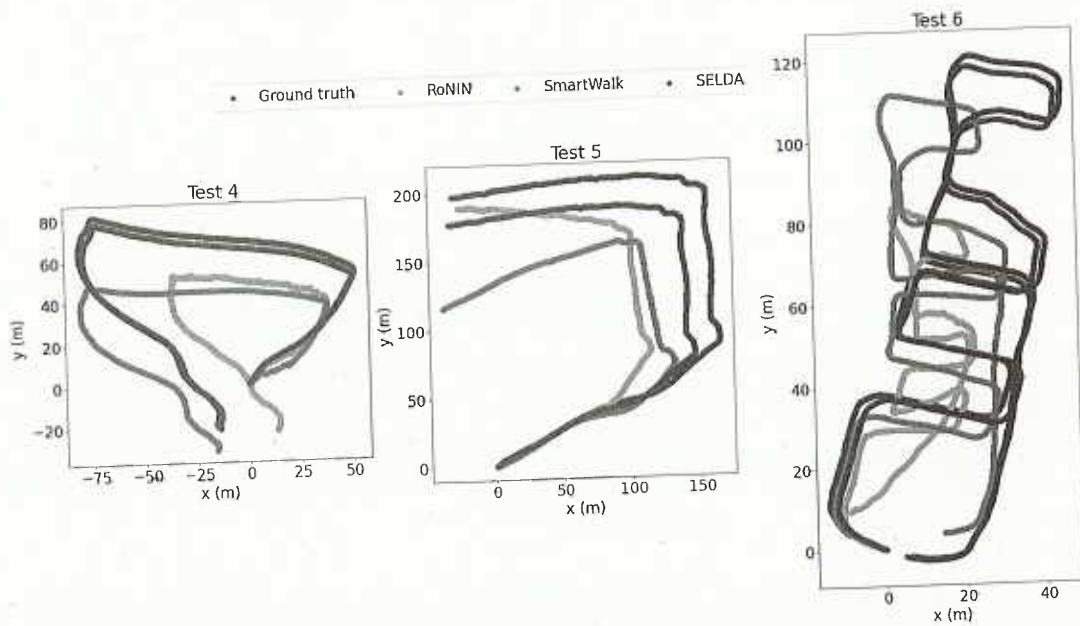 Test 6
Ground truth RoNIN SmartWalk SELDA
Test 4
80
60
40
20
0
−20
y (m)
−75 −50 −25 0 25 50
x (m)
Test 5
200
150
100
50
0
y (m)
0 50 100 150
x (m)
120
100
80
60
40
20
0
y (m)
0 20 40
x (m)